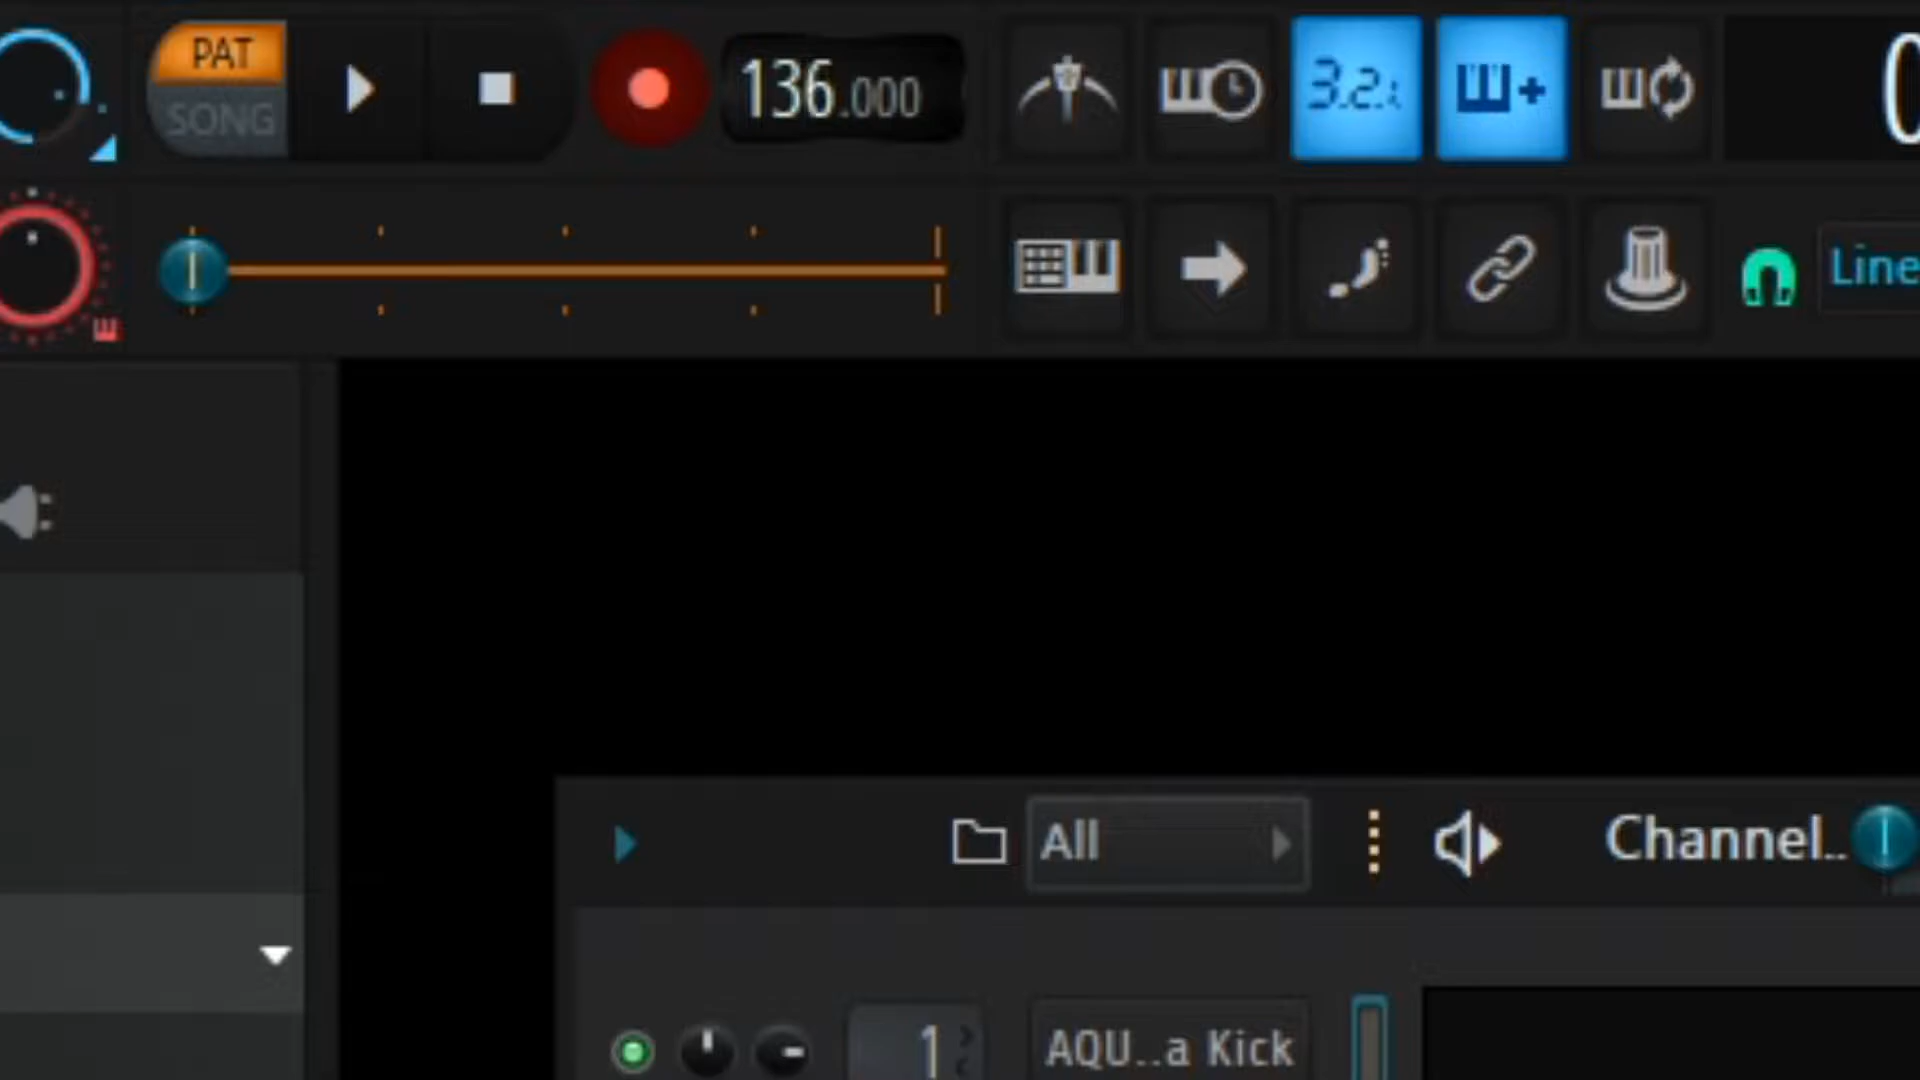 PAT
SONG
136.000
3.2.
Line
All
Channel..
1
AQU..a Kick